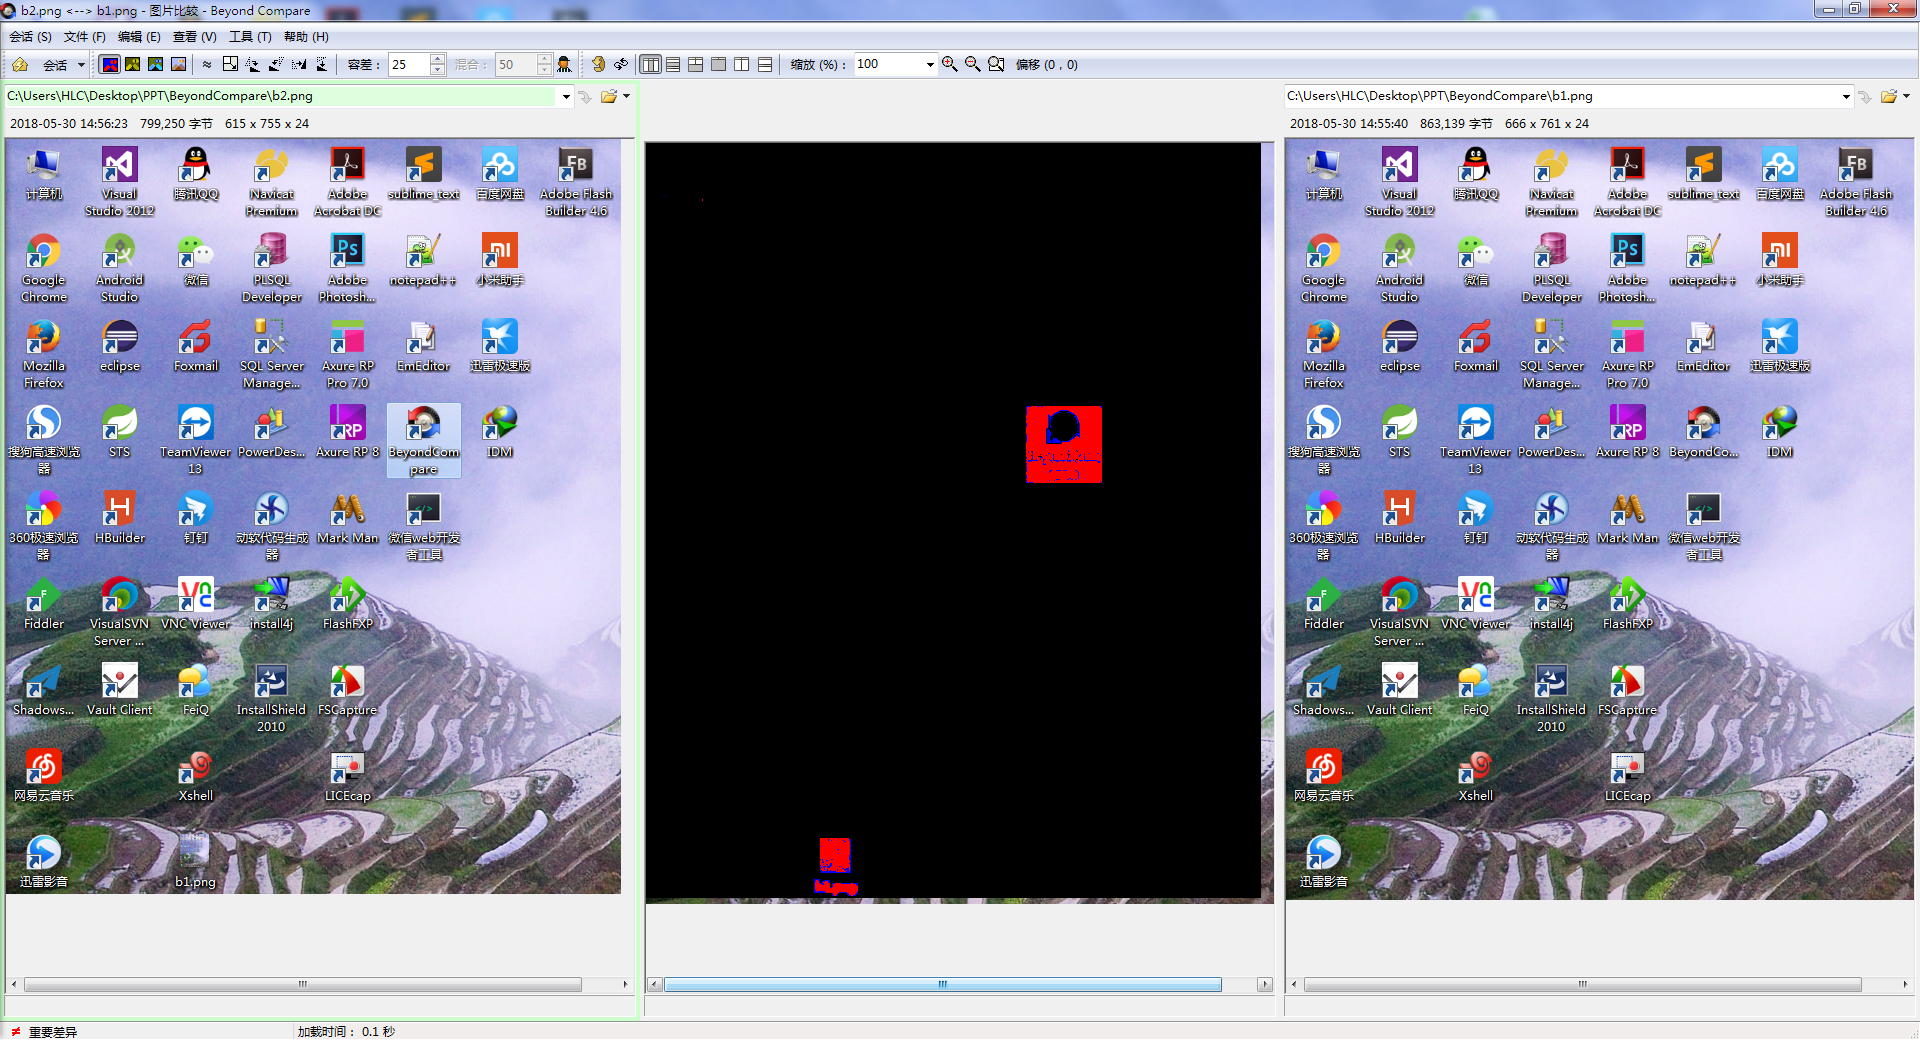 b2.png <--> b1.png - 图片比较 - Beyond Compare
会话 (S) 文件 (F) 编辑 (E) 查看 (V) 工具 (T) 帮助 (H)
会话 容差： 25 混合： 50 缩放 (%)： 100 偏移 (0 , 0)
C:\Users\HLC\Desktop\PPT\BeyondCompare\b2.png
2018-05-30 14:56:23 799,250 字节 615 x 755 x 24
计算机
Visual
Studio 2012
腾讯QQ
Navicat
Premium
Adobe
Acrobat DC
sublime_text
百度网盘
Adobe Flash
Builder 4.6
Google
Chrome
Android
Studio
微信
PLSQL
Developer
Adobe
Photosh...
notepad++
小米助手
Mozilla
Firefox
eclipse
Foxmail
SQL Server
Manage...
Axure RP
Pro 7.0
EmEditor
迅雷极速版
搜狗高速浏览
器
STS
TeamViewer
13
PowerDes...
Axure RP 8
BeyondCom
pare
IDM
360极速浏览
器
HBuilder
钉钉
动软代码生成
器
Mark Man
微信web开发
者工具
Fiddler
VisualSVN
Server ...
VNC Viewer
install4j
FlashFXP
Shadows...
Vault Client
FeiQ
InstallShield
2010
FSCapture
网易云音乐
Xshell
LICEcap
迅雷影音
b1.png
b1.png
C:\Users\HLC\Desktop\PPT\BeyondCompare\b1.png
2018-05-30 14:55:40 863,139 字节 666 x 761 x 24
计算机
Visual
Studio 2012
腾讯QQ
Navicat
Premium
Adobe
Acrobat DC
sublime_text
百度网盘
Adobe Flash
Builder 4.6
Google
Chrome
Android
Studio
微信
PLSQL
Developer
Adobe
Photosh...
notepad++
小米助手
Mozilla
Firefox
eclipse
Foxmail
SQL Server
Manage...
Axure RP
Pro 7.0
EmEditor
迅雷极速版
搜狗高速浏览
器
STS
TeamViewer
13
PowerDes...
Axure RP 8
BeyondCo...
IDM
360极速浏览
器
HBuilder
钉钉
动软代码生成
器
Mark Man
微信web开发
者工具
Fiddler
VisualSVN
Server ...
VNC Viewer
install4j
FlashFXP
Shadows...
Vault Client
FeiQ
InstallShield
2010
FSCapture
网易云音乐
Xshell
LICEcap
迅雷影音
≠ 重要差异 加载时间： 0.1 秒